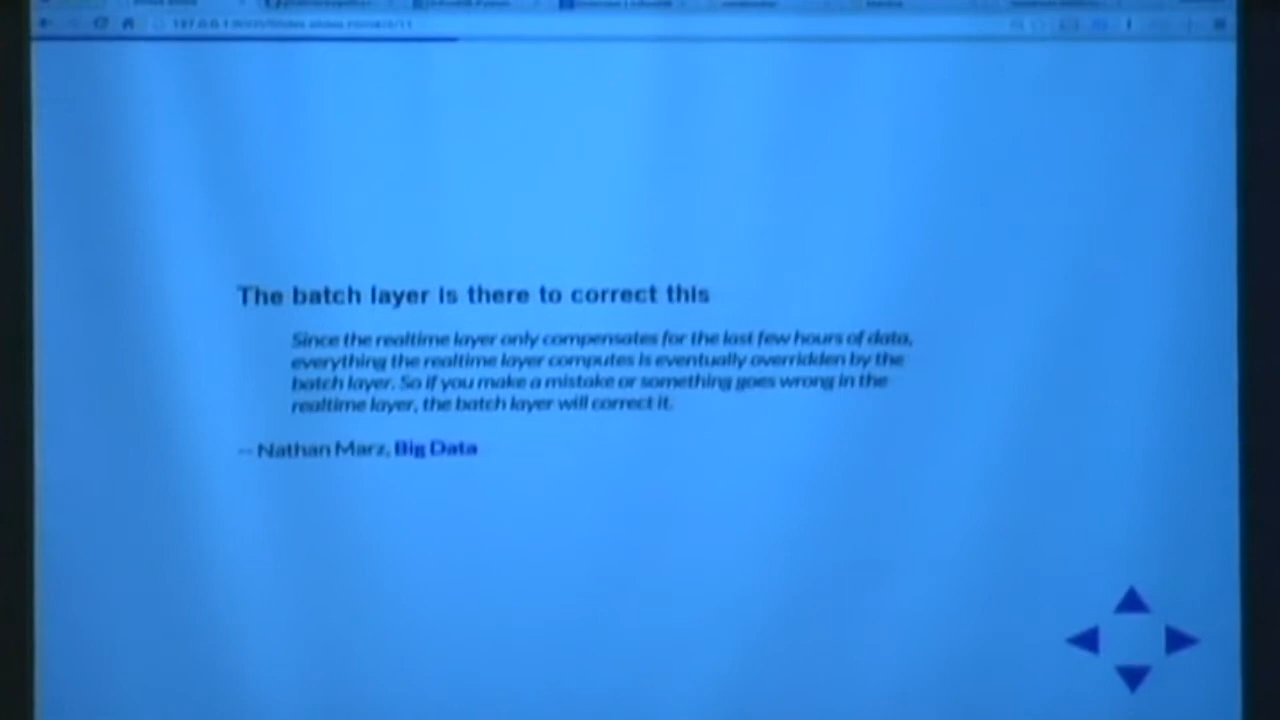 The batch layer is there to correct this
Since the realtime layer only compensates for the last few hours of data,
everything the realtime layer computes is eventually overridden by the
batch layer. So if you make a mistake or something goes wrong in the
realtime layer, the batch layer will correct it.
-- Nathan Marz, Big Data